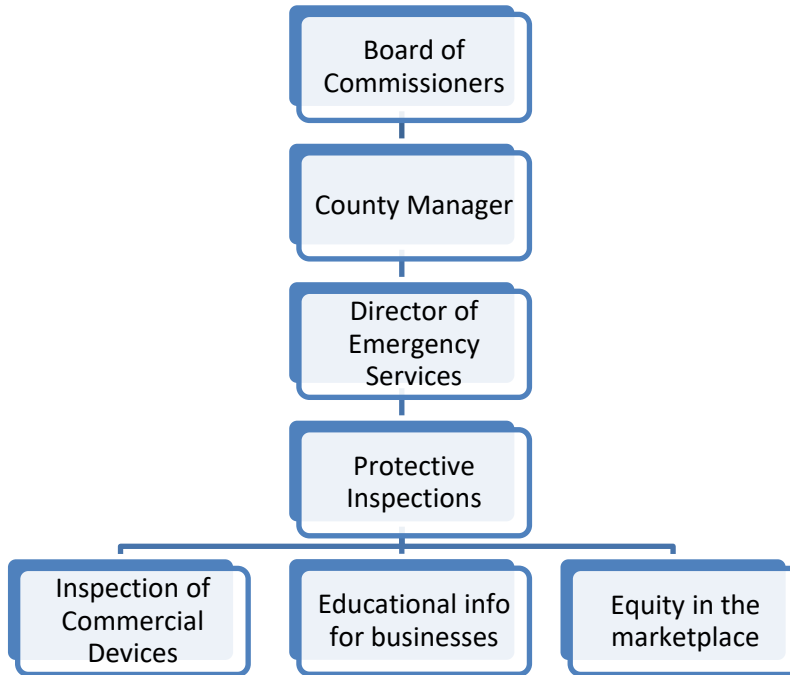 Board of
Commissioners
County Manager
Director of
Emergency
Services
Protective
Inspections
Inspection of
Commercial
Devices
Educational info
for businesses
Equity in the
marketplace